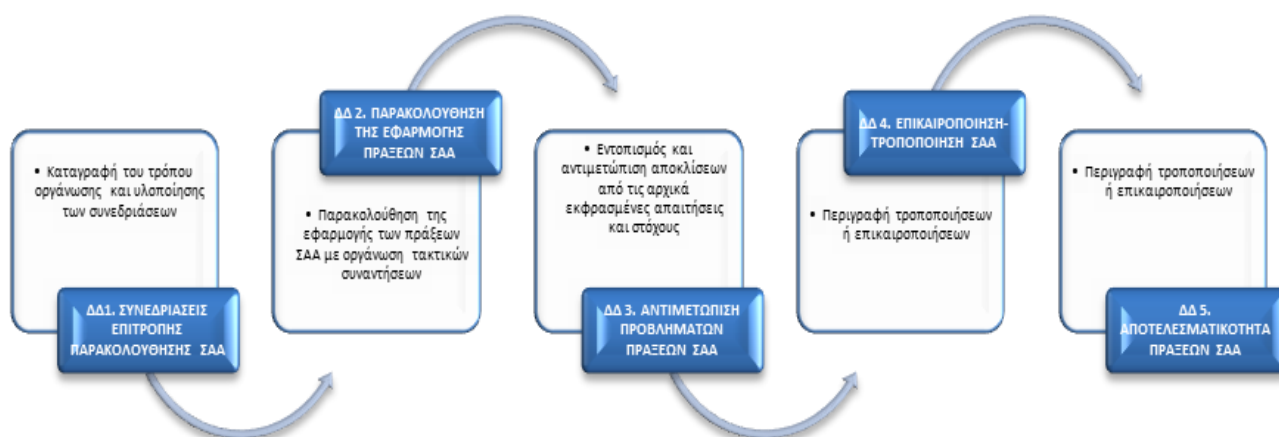 ▪ Καταγραφή του τρόπου
οργάνωσης και υλοποίησης
των συνεδριάσεων
ΔΔ1. ΣΥΝΕΔΡΙΑΣΕΙΣ
ΕΠΙΤΡΟΠΗΣ
ΠΑΡΑΚΟΛΟΥΘΗΣΗΣ ΣΑΑ
ΔΔ 2. ΠΑΡΑΚΟΛΟΥΘΗΣΗ
ΤΗΣ ΕΦΑΡΜΟΓΗΣ
ΠΡΑΞΕΩΝ ΣΑΑ
▪ Παρακολούθηση της
εφαρμογής των πράξεων
ΣΑΑ με οργάνωση τακτικών
συναντήσεων
▪ Εντοπισμός και
αντιμετώπιση αποκλίσεων
από τις αρχικά
εκφρασμένες απαιτήσεις
και στόχους
ΔΔ 3. ΑΝΤΙΜΕΤΩΠΙΣΗ
ΠΡΟΒΛΗΜΑΤΩΝ
ΠΡΑΞΕΩΝ ΣΑΑ
ΔΔ 4. ΕΠΙΚΑΙΡΟΠΟΙΗΣΗ-
ΤΡΟΠΟΠΟΙΗΣΗ ΣΑΑ
▪ Περιγραφή τροποποιήσεων
ή επικαιροποιήσεων
▪ Περιγραφή τροποποιήσεων
ή επικαιροποιήσεων
ΔΔ 5.
ΑΠΟΤΕΛΕΣΜΑΤΙΚΟΤΗΤΑ
ΠΡΑΞΕΩΝ ΣΑΑ